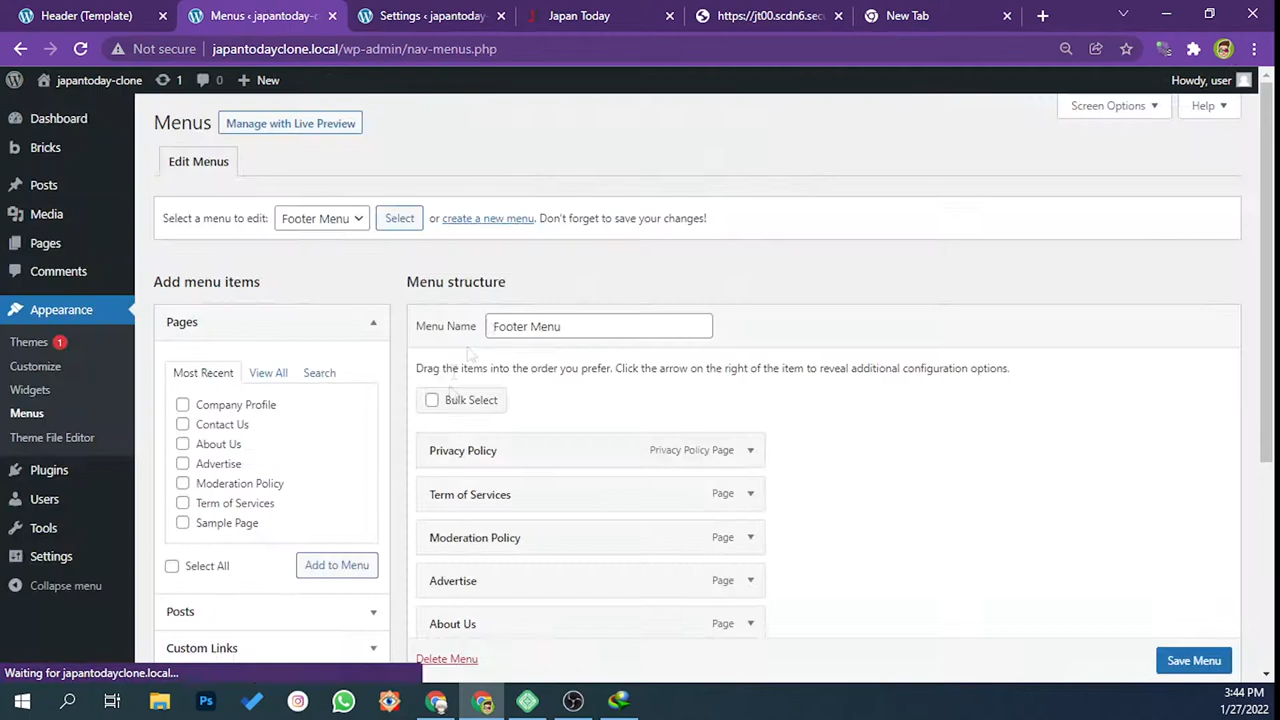 Header (Template)
Menus ‹ japantoday-clone
Settings ‹ japantoday-clone
Japan Today
https://jt00.scdn6.sec
New Tab
Not secure
japantodayclone.local/wp-admin/nav-menus.php
japantoday-clone
1
0
New
Howdy, user
Dashboard
Bricks
Posts
Media
Pages
Comments
Appearance
Themes 1
Customize
Widgets
Menus
Theme File Editor
Plugins
Users
Tools
Settings
Collapse menu
Menus
Manage with Live Preview
Screen Options
Help
Edit Menus
Select a menu to edit: Footer Menu Select or create a new menu. Don't forget to save your changes!
Add menu items
Pages
Most Recent View All Search
Company Profile
Contact Us
About Us
Advertise
Moderation Policy
Term of Services
Sample Page
Select All Add to Menu
Posts
Custom Links
Menu structure
Menu Name Footer Menu
Drag the items into the order you prefer. Click the arrow on the right of the item to reveal additional configuration options.
Bulk Select
Privacy Policy Privacy Policy Page
Term of Services Page
Moderation Policy Page
Advertise Page
About Us Page
Delete Menu
Save Menu
Waiting for japantodayclone.local...
Ps
3:44 PM
1/27/2022